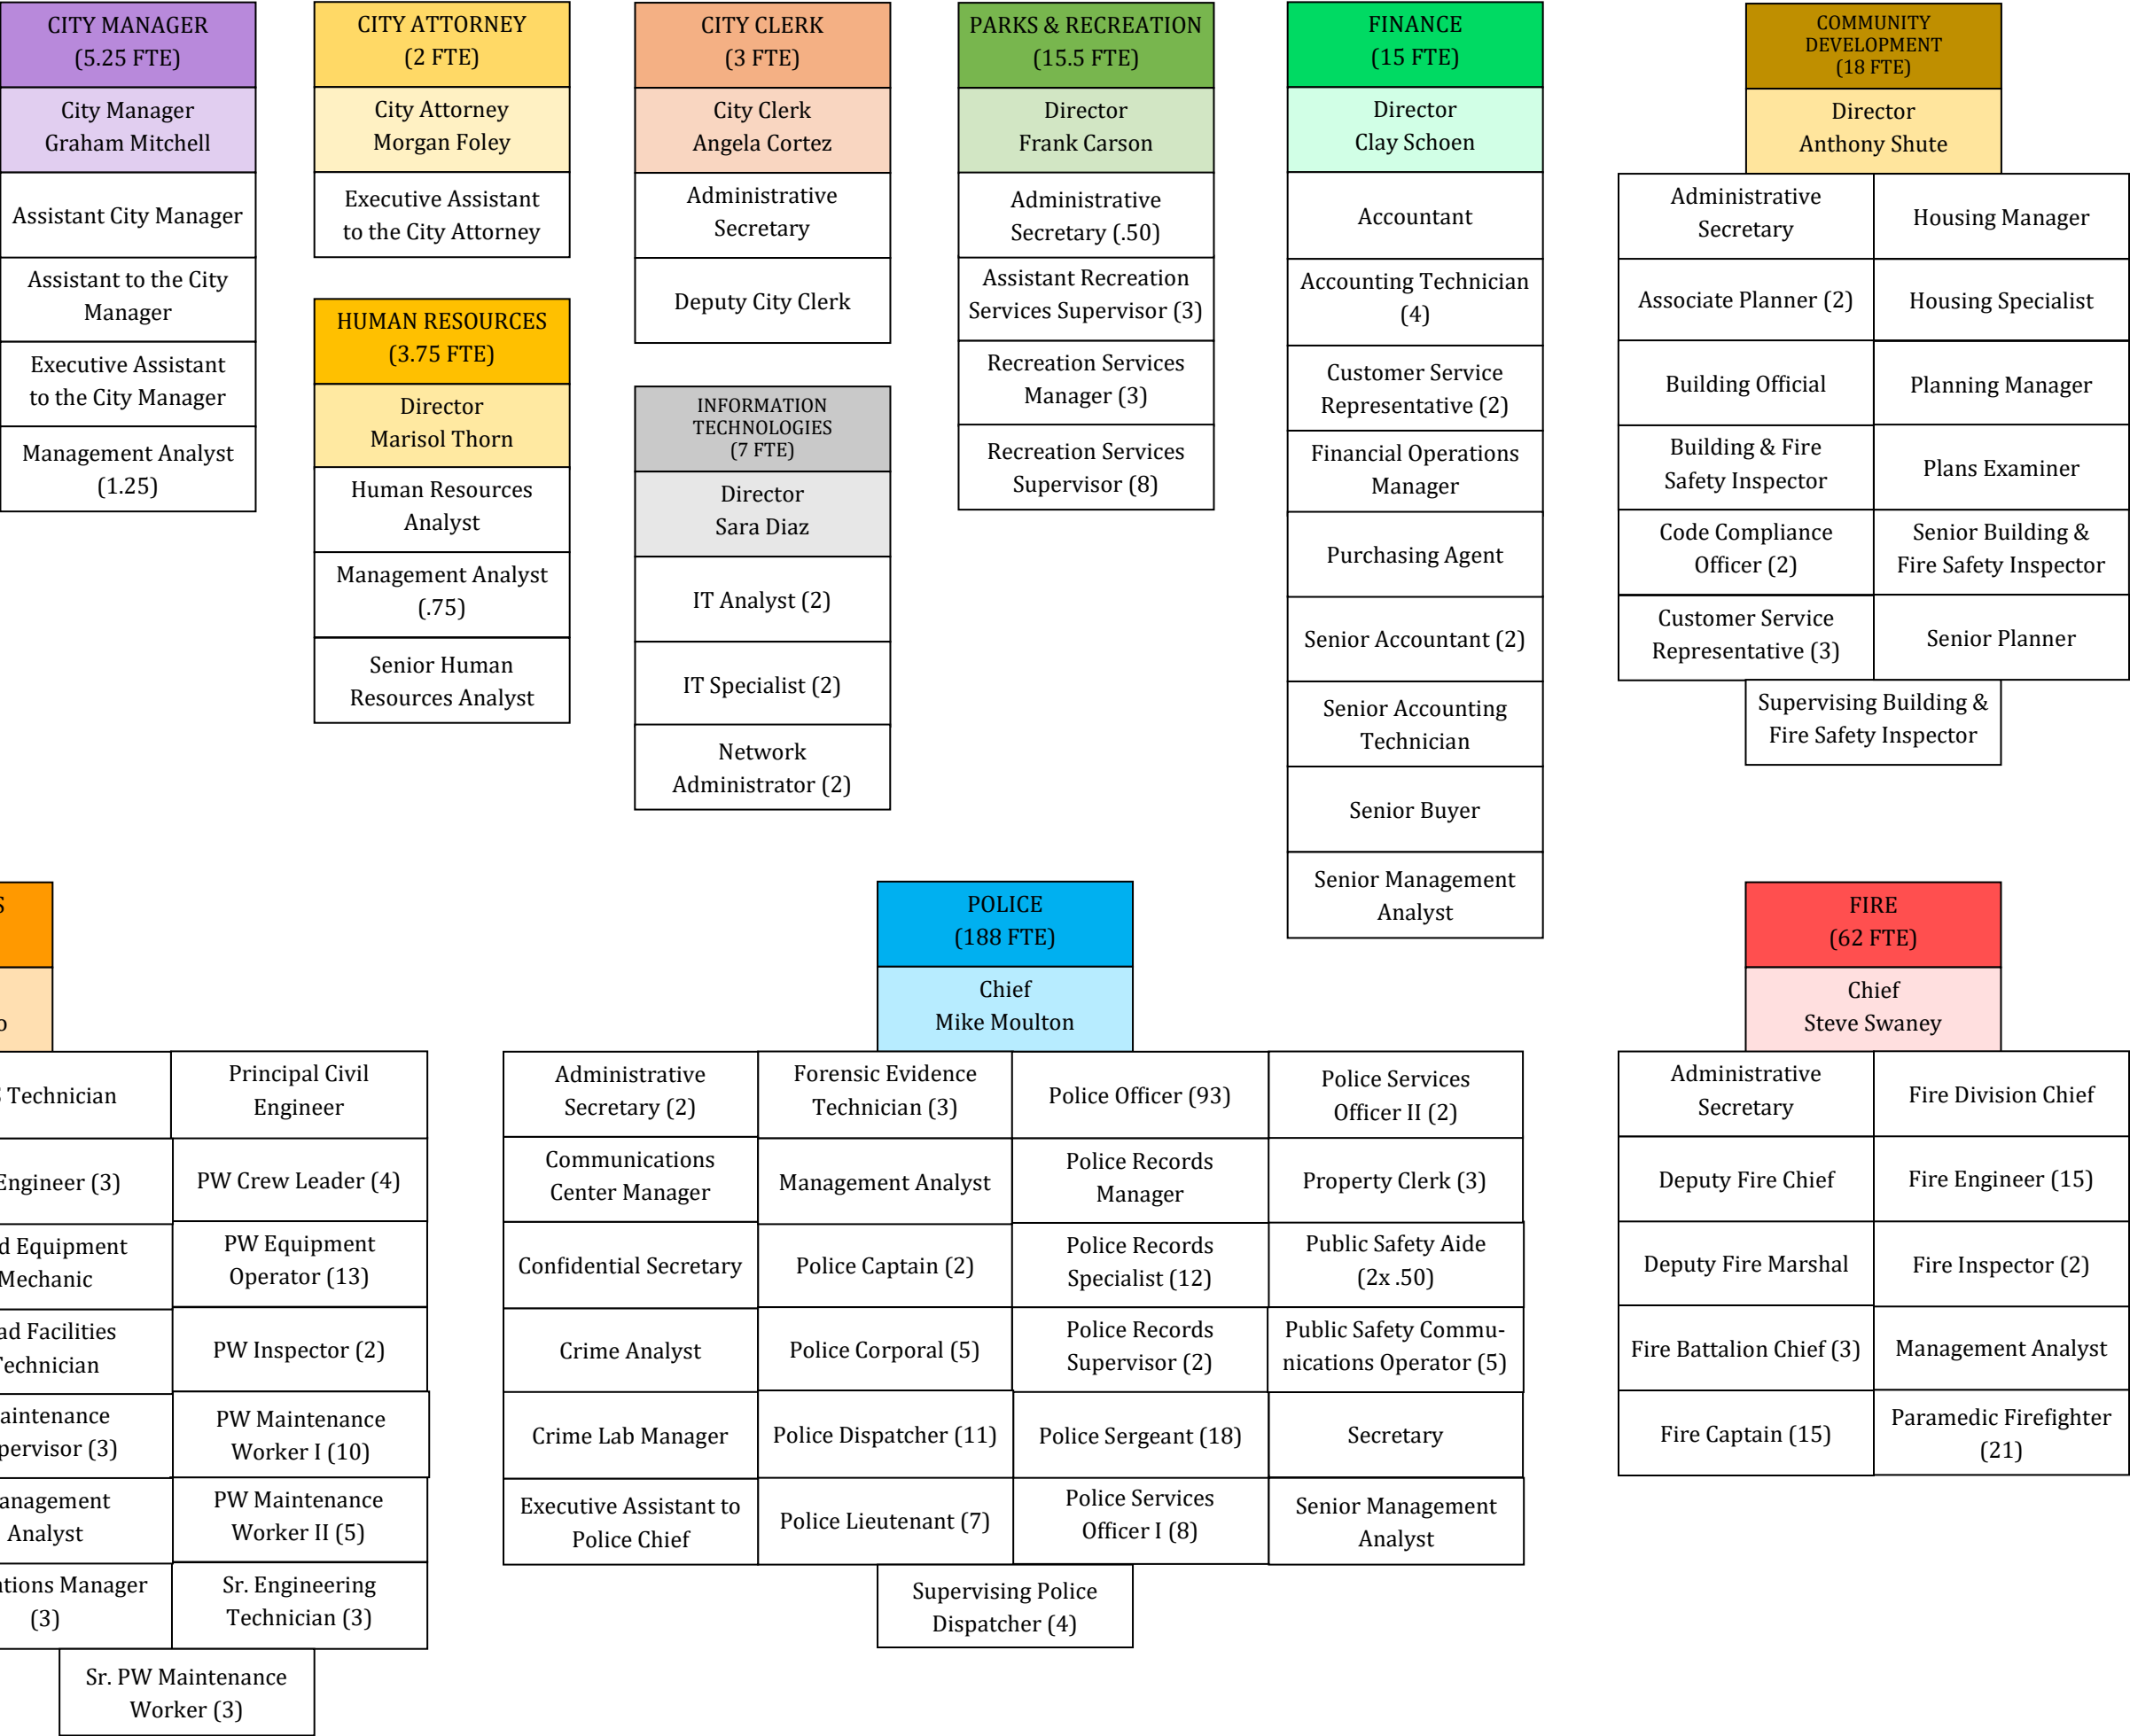 CITY MANAGER
(5.25 FTE)
City Manager
Graham Mitchell
Assistant City Manager
Assistant to the City
Manager
Executive Assistant
to the City Manager
Management Analyst
(1.25)
CITY ATTORNEY
(2 FTE)
City Attorney
Morgan Foley
Executive Assistant
to the City Attorney
HUMAN RESOURCES
(3.75 FTE)
Director
Marisol Thorn
Human Resources
Analyst
Management Analyst
(.75)
Senior Human
Resources Analyst
CITY CLERK
(3 FTE)
City Clerk
Angela Cortez
Administrative
Secretary
Deputy City Clerk
INFORMATION
TECHNOLOGIES
(7 FTE)
Director
Sara Diaz
IT Analyst (2)
IT Specialist (2)
Network
Administrator (2)
PARKS & RECREATION
(15.5 FTE)
Director
Frank Carson
Administrative
Secretary (.50)
Assistant Recreation
Services Supervisor (3)
Recreation Services
Manager (3)
Recreation Services
Supervisor (8)
FINANCE
(15 FTE)
Director
Clay Schoen
Accountant
Accounting Technician
(4)
Customer Service
Representative (2)
Financial Operations
Manager
Purchasing Agent
Senior Accountant (2)
Senior Accounting
Technician
Senior Buyer
Senior Management
Analyst
COMMUNITY
DEVELOPMENT
(18 FTE)
Director
Anthony Shute
Administrative
Secretary
Associate Planner (2)
Building Official
Building & Fire
Safety Inspector
Code Compliance
Officer (2)
Customer Service
Representative (3)
Housing Manager
Housing Specialist
Planning Manager
Plans Examiner
Senior Building &
Fire Safety Inspector
Senior Planner
Supervising Building &
Fire Safety Inspector
Technician
Engineer (3)
Equipment
Mechanic
Facilities
Technician
(3)
Analyst
Manager
(3)
Principal Civil
Engineer
PW Crew Leader (4)
PW Equipment
Operator (13)
PW Inspector (2)
PW Maintenance
Worker I (10)
PW Maintenance
Worker II (5)
Sr. Engineering
Technician (3)
Sr. PW Maintenance
Worker (3)
POLICE
(188 FTE)
Chief
Mike Moulton
Administrative
Secretary (2)
Communications
Center Manager
Confidential Secretary
Crime Analyst
Crime Lab Manager
Executive Assistant to
Police Chief
Forensic Evidence
Technician (3)
Management Analyst
Police Captain (2)
Police Corporal (5)
Police Dispatcher (11)
Police Lieutenant (7)
Police Officer (93)
Police Records
Manager
Police Records
Specialist (12)
Police Records
Supervisor (2)
Police Sergeant (18)
Police Services
Officer I (8)
Police Services
Officer II (2)
Property Clerk (3)
Public Safety Aide
(2x .50)
Public Safety Commu-
nications Operator (5)
Secretary
Senior Management
Analyst
Supervising Police
Dispatcher (4)
FIRE
(62 FTE)
Chief
Steve Swaney
Administrative
Secretary
Deputy Fire Chief
Deputy Fire Marshal
Fire Battalion Chief (3)
Fire Captain (15)
Fire Division Chief
Fire Engineer (15)
Fire Inspector (2)
Management Analyst
Paramedic Firefighter
(21)